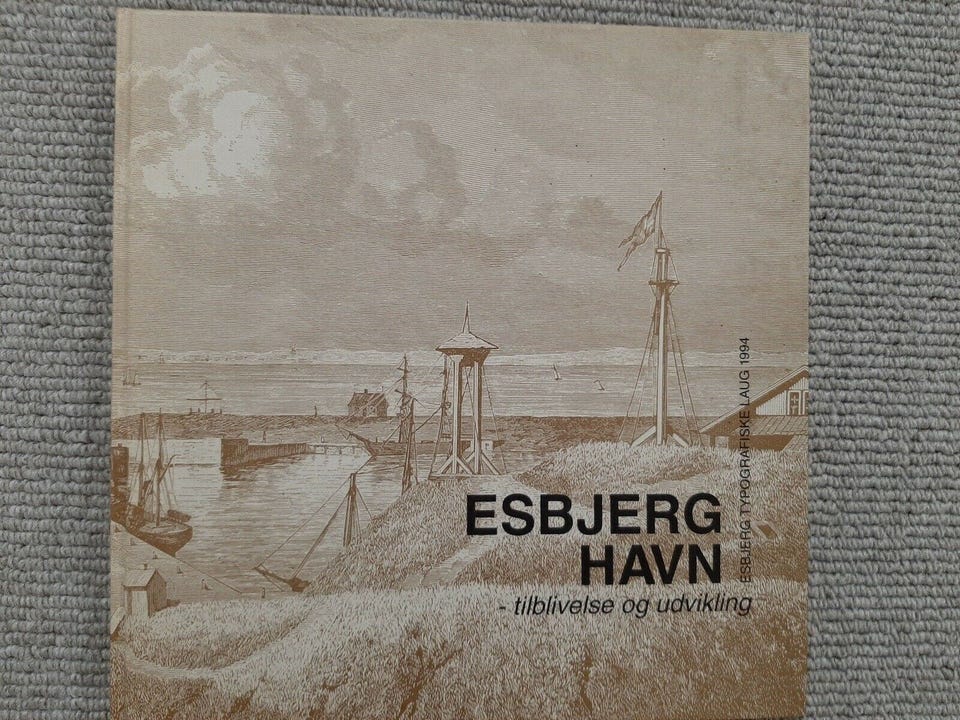 ESBJERG
HAVN
- tilblivelse og udvikling
ESBJERG TYPOGRAFISKE LAUG 1994